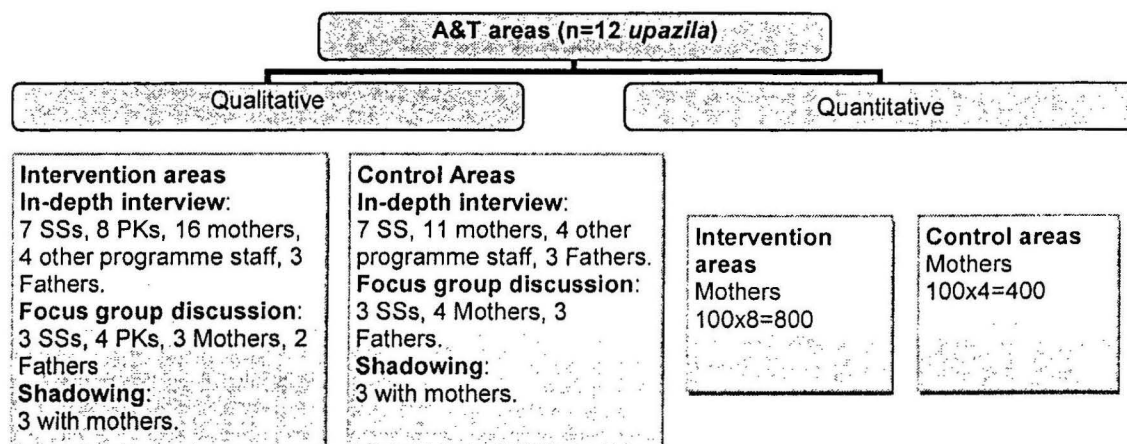 A&T areas (n=12 upazila)
Qualitative
Quantitative
Intervention areas
In-depth interview:
7 SSs, 8 PKs, 16 mothers,
4 other programme staff, 3
Fathers.
Focus group discussion:
3 SSs, 4 PKs, 3 Mothers, 2
Fathers
Shadowing:
3 with mothers.
Control Areas
In-depth interview:
7 SS, 11 mothers, 4 other
programme staff, 3 Fathers.
Focus group discussion:
3 SSs, 4 Mothers, 3
Fathers.
Shadowing:
3 with mothers.
Intervention
areas
Mothers
100x8=800
Control areas
Mothers
100x4=400